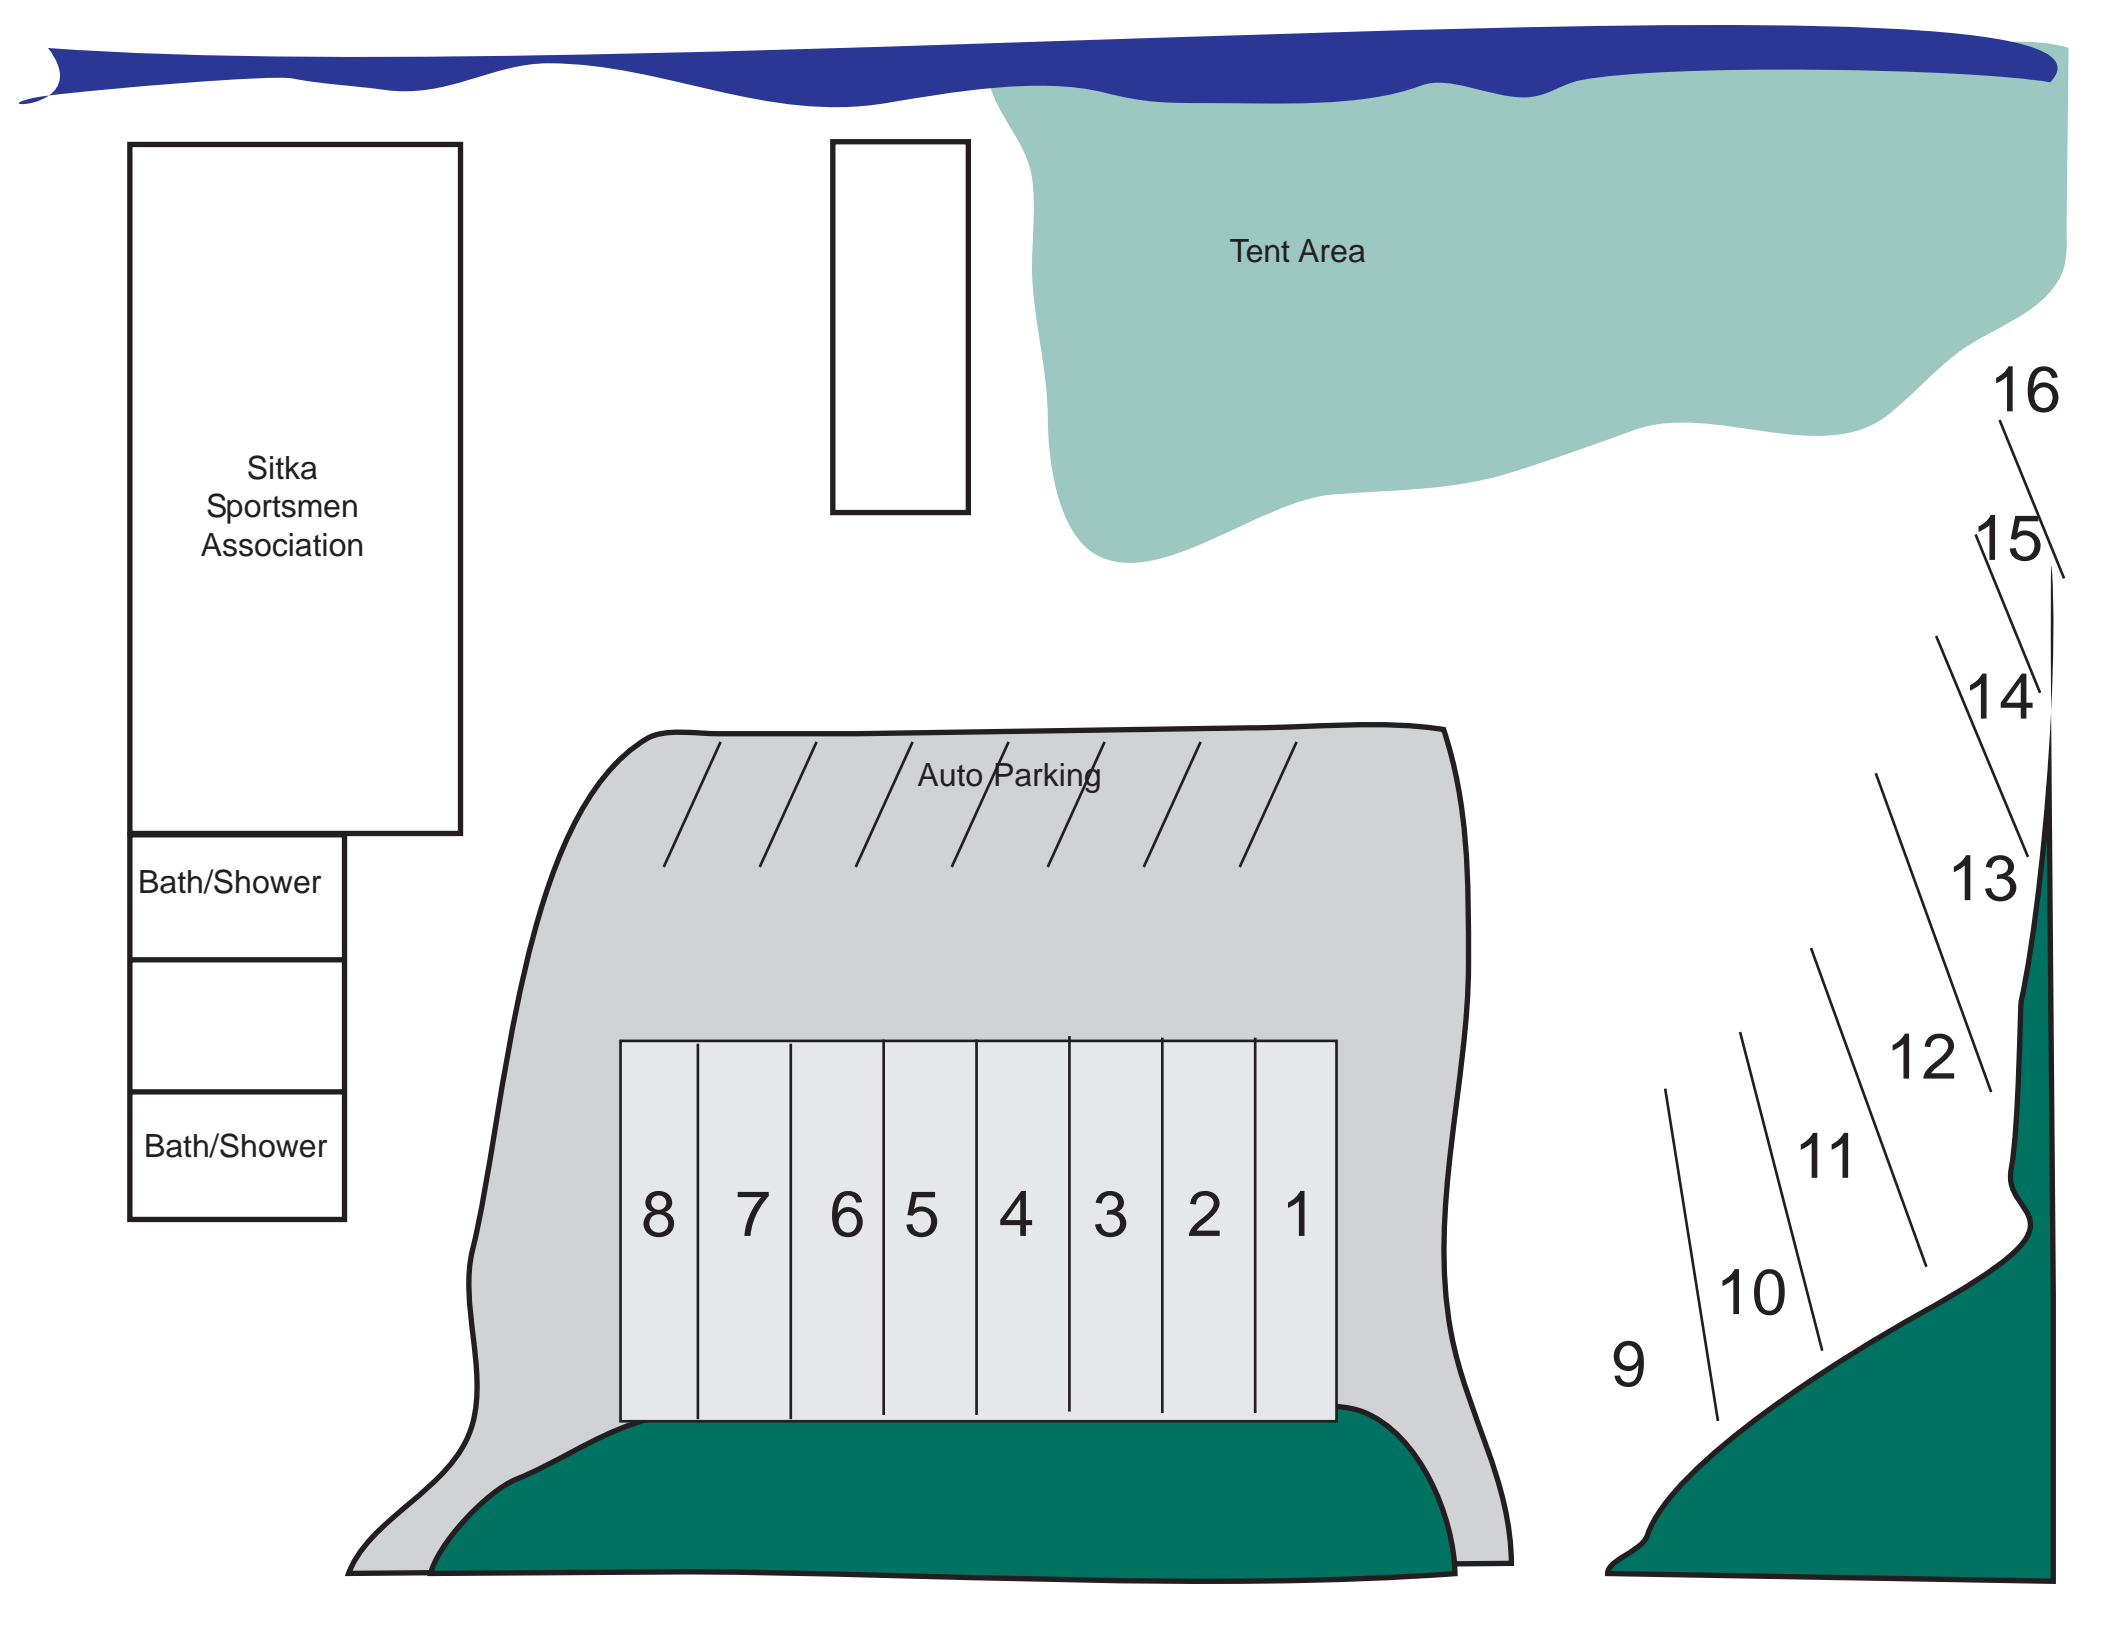 Tent Area
16
Sitka
Sportsmen
Association
15
14
Auto Parking
Bath/Shower
13
12
Bath/Shower
11
8 7 6 5 4 3 2 1
10
9